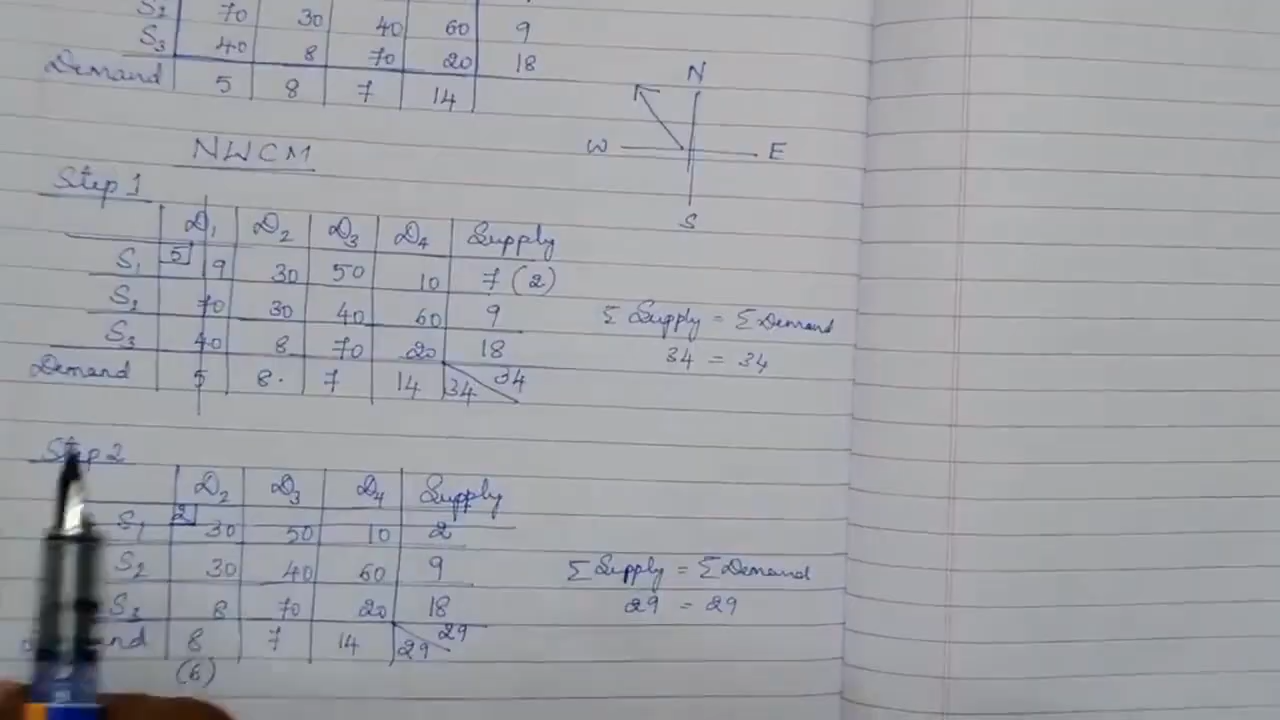 S2 70 30 40 60 9
S3 40 8 70 20 18
Demand 5 8 7 14
N
W E
S
NWCM
Step 1
D1 D2 D3 D4 Supply
S1 5 9 30 50 10 7 (2)
S2 70 30 40 60 9
S3 40 8 70 20 18
Demand 5 8. 7 14 34 34
Σ Supply = Σ Demand
34 = 34
Step 2
D2 D3 D4 Supply
S1 2 30 50 10 2
S2 30 40 60 9
S3 8 70 20 18
8 7 14 29 29
(6)
Σ Supply = Σ Demand
29 = 29